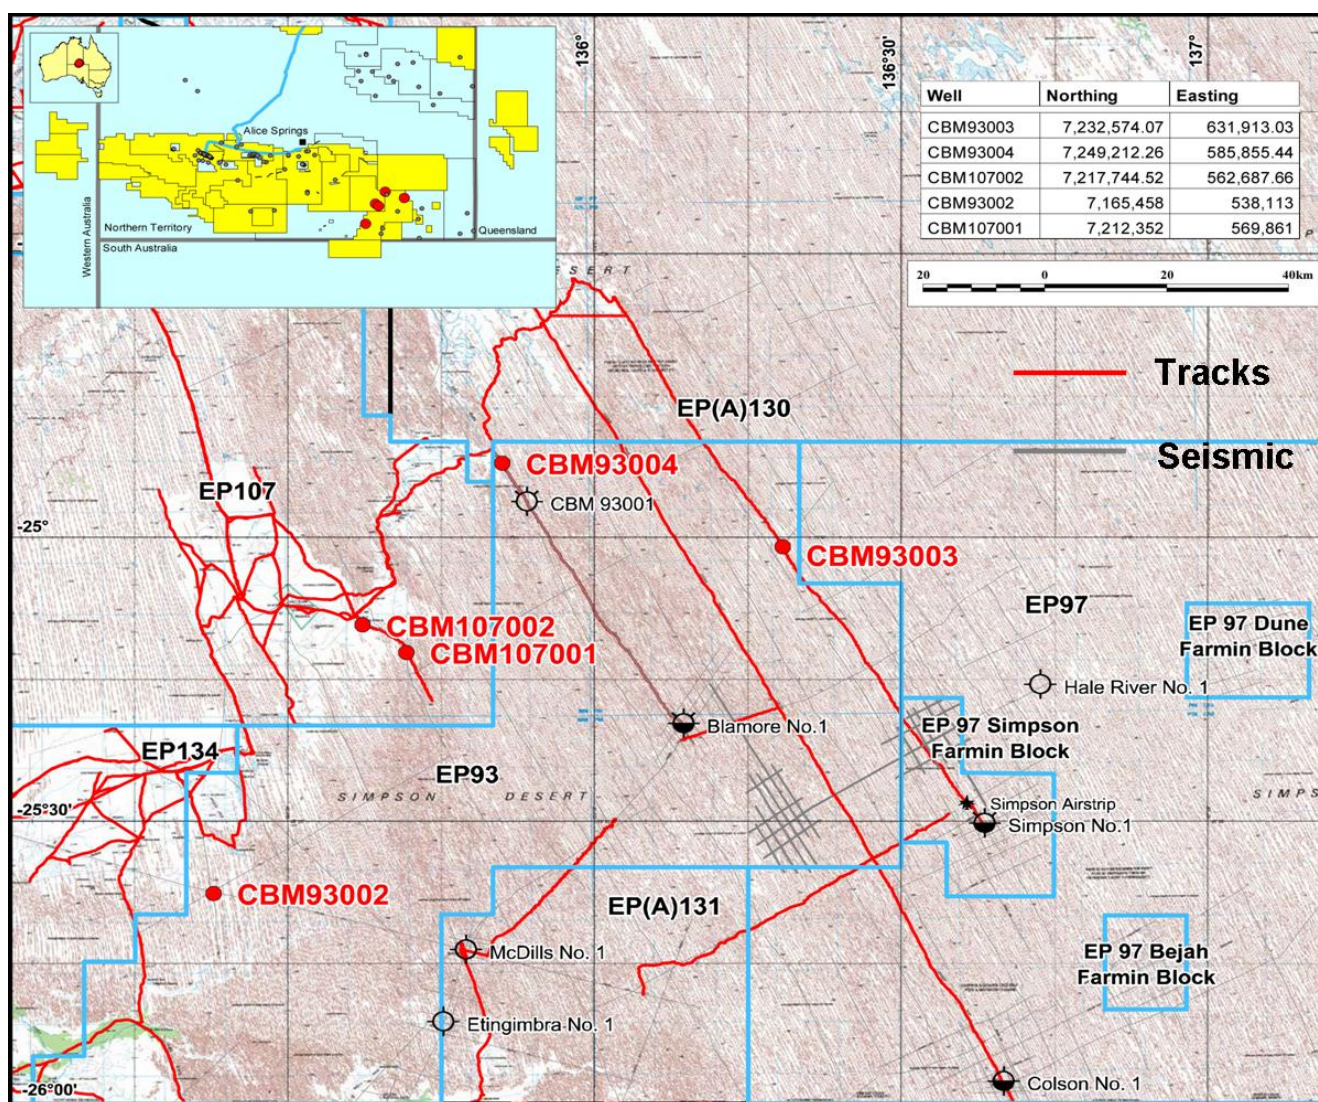 Alice Springs
Western Australia
Northern Territory
South Australia
Queensland
136°
136°30'
137°
Well Northing Easting
CBM93003 7,232,574.07 631,913.03
CBM93004 7,249,212.26 585,855.44
CBM107002 7,217,744.52 562,687.66
CBM93002 7,165,458 538,113
CBM107001 7,212,352 569,861
20 0 20 40km
ESERT
Tracks
Seismic
EP(A)130
CBM93004
CBM 93001
EP107
-25°
CBM93003
EP97
EP 97 Dune
Farmin Block
CBM107002
CBM107001
Hale River No. 1
Blamore No.1
EP 97 Simpson
Farmin Block
EP134
EP93
SIMPSON DESERT
SIMPS
-25°30'
Simpson Airstrip
Simpson No.1
CBM93002
EP(A)131
McDills No. 1
EP 97 Bejah
Farmin Block
Etingimbra No. 1
Colson No. 1
-26°00'